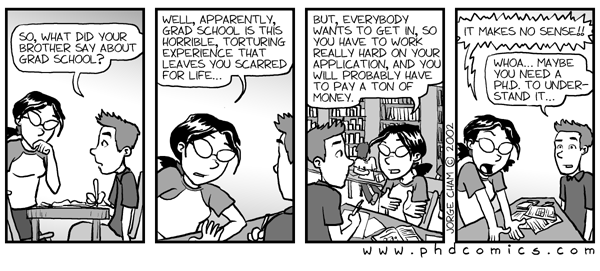 SO, WHAT DID YOUR
BROTHER SAY ABOUT
GRAD SCHOOL?
WELL, APPARENTLY,
GRAD SCHOOL IS THIS
HORRIBLE, TORTURING
EXPERIENCE THAT
LEAVES YOU SCARRED
FOR LIFE...
BUT, EVERYBODY
WANTS TO GET IN, SO
YOU HAVE TO WORK
REALLY HARD ON YOUR
APPLICATION, AND YOU
WILL PROBABLY HAVE
TO PAY A TON OF
MONEY.
IT MAKES NO SENSE!!
WHOA... MAYBE
YOU NEED A
PH.D. TO UNDER-
STAND IT...
JORGE CHAM © 2002
www.phdcomics.com